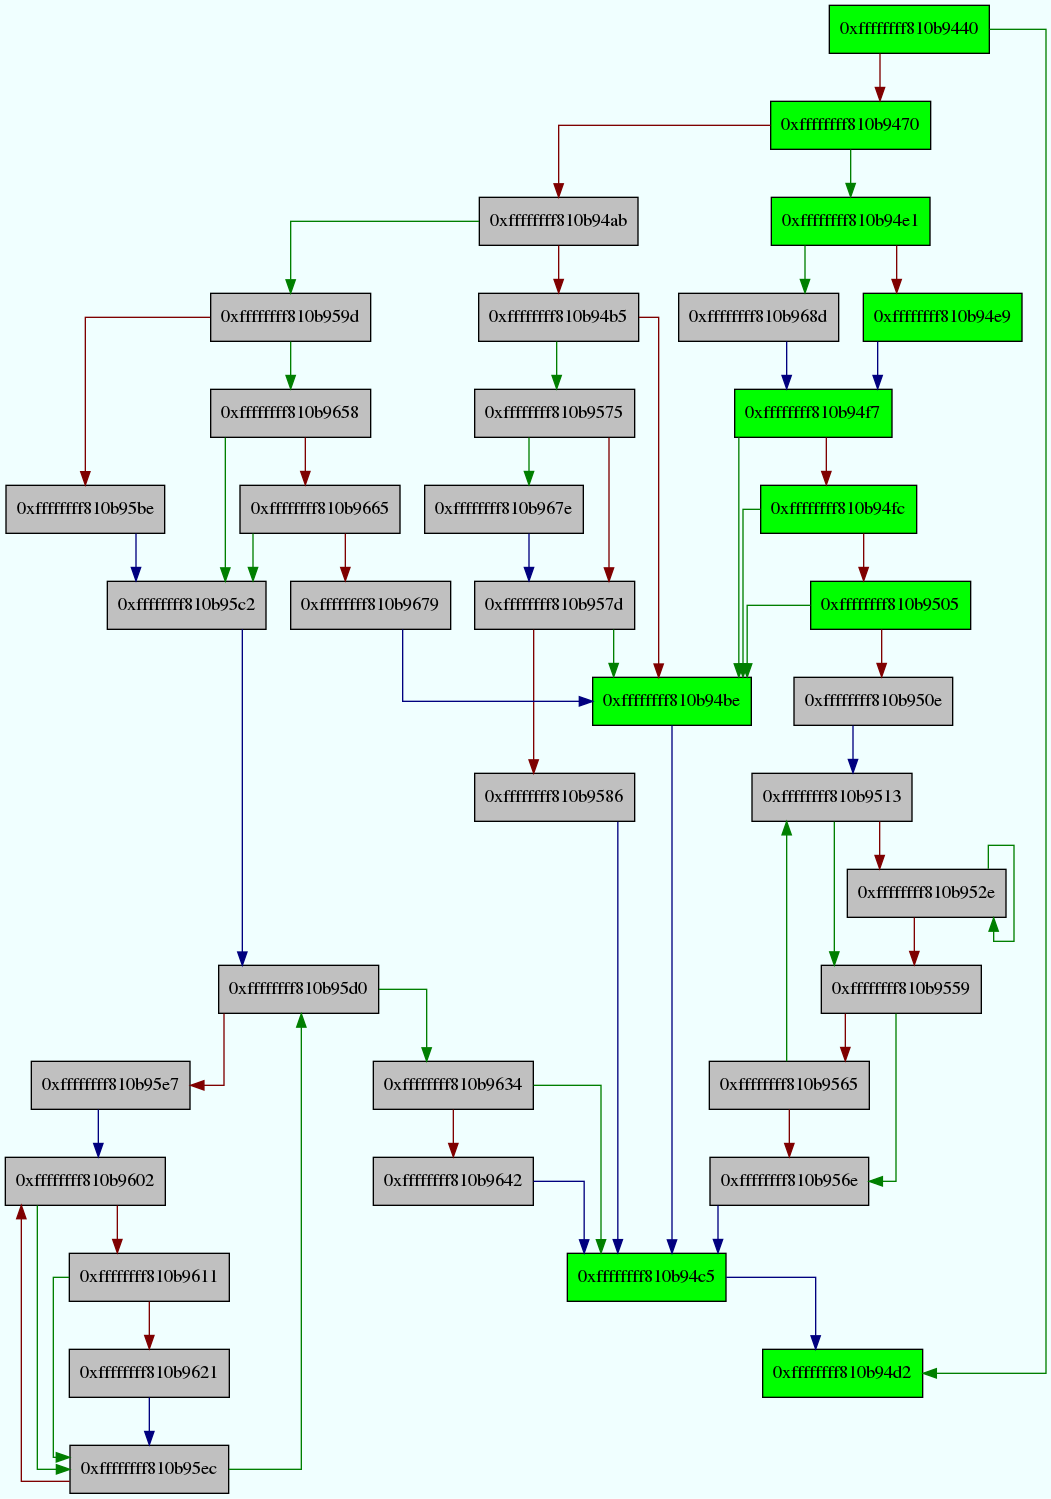 0xffffffff810b9440
0xffffffff810b9470
0xffffffff810b94ab
0xffffffff810b94e1
0xffffffff810b959d
0xffffffff810b94b5
0xffffffff810b968d
0xffffffff810b94e9
0xffffffff810b9658
0xffffffff810b9575
0xffffffff810b94f7
0xffffffff810b95be
0xffffffff810b9665
0xffffffff810b967e
0xffffffff810b94fc
0xffffffff810b95c2
0xffffffff810b9679
0xffffffff810b957d
0xffffffff810b9505
0xffffffff810b94be
0xffffffff810b950e
0xffffffff810b9586
0xffffffff810b9513
0xffffffff810b952e
0xffffffff810b95d0
0xffffffff810b9559
0xffffffff810b95e7
0xffffffff810b9634
0xffffffff810b9565
0xffffffff810b9602
0xffffffff810b9642
0xffffffff810b956e
0xffffffff810b9611
0xffffffff810b94c5
0xffffffff810b9621
0xffffffff810b94d2
0xffffffff810b95ec